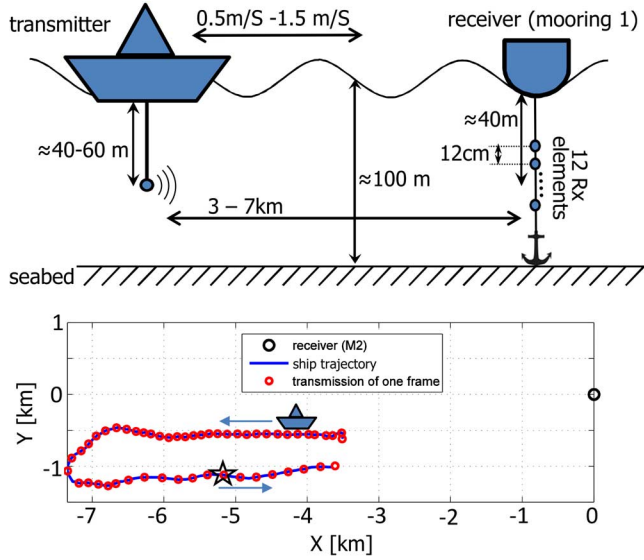 transmitter
0.5m/S -1.5 m/S
receiver (mooring 1)
≈40-60 m
≈40m
12cm
12 Rx
elements
≈100 m
3 – 7km
seabed
1
0
-1
Y [km]
receiver (M2)
ship trajectory
transmission of one frame
-7 -6 -5 -4 -3 -2 -1 0
X [km]